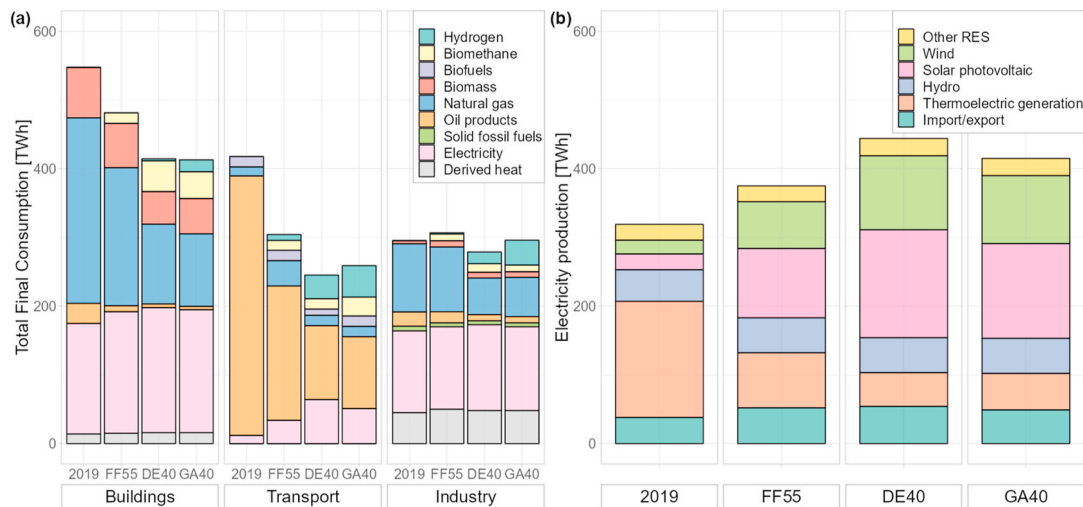 (a)
Total Final Consumption [TWh]
600
400
200
0
Hydrogen
Biomethane
Biofuels
Biomass
Natural gas
Oil products
Solid fossil fuels
Electricity
Derived heat
2019 FF55 DE40 GA40 2019 FF55 DE40 GA40 2019 FF55 DE40 GA40
Buildings Transport Industry
(b)
Electricity production [TWh]
600
400
200
0
Other RES
Wind
Solar photovoltaic
Hydro
Thermoelectric generation
Import/export
2019 FF55 DE40 GA40